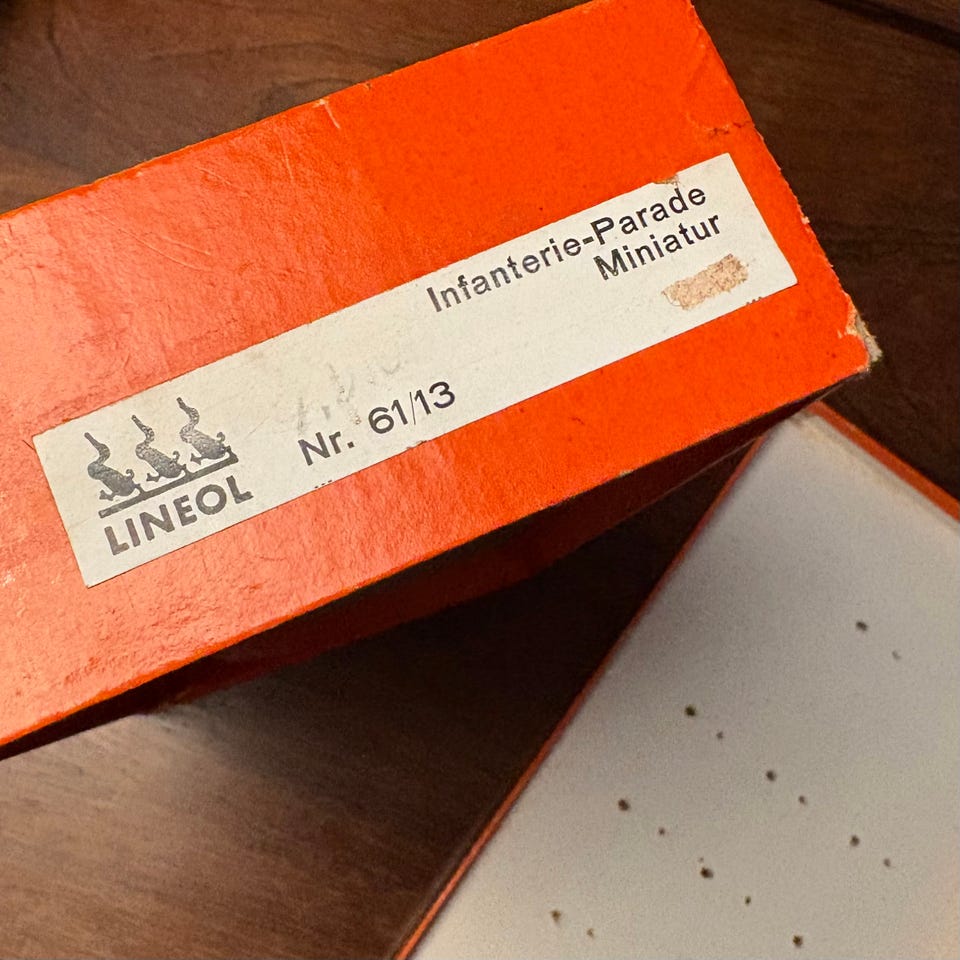 Infanterie-Parade
Miniatur
Nr. 61/13
LINEOL